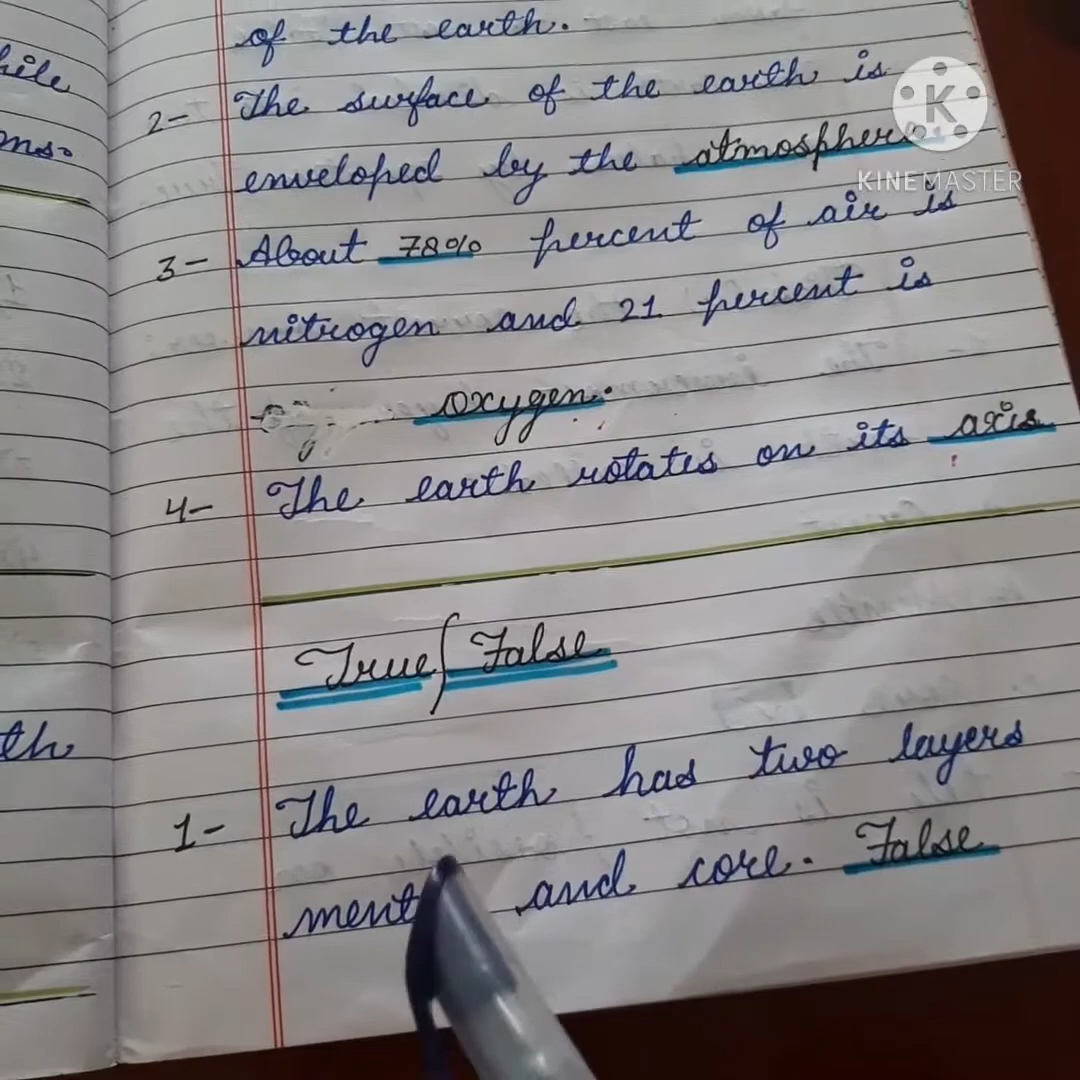 of the earth.
2- The surface of the earth is
enveloped by the atmosphere
KINEMASTER
3- About 78% percent of air is
nitrogen and 21 percent is
oxygen.
4- The earth rotates on its axis
True/False
1- The earth has two layers
and core. False
mso
th